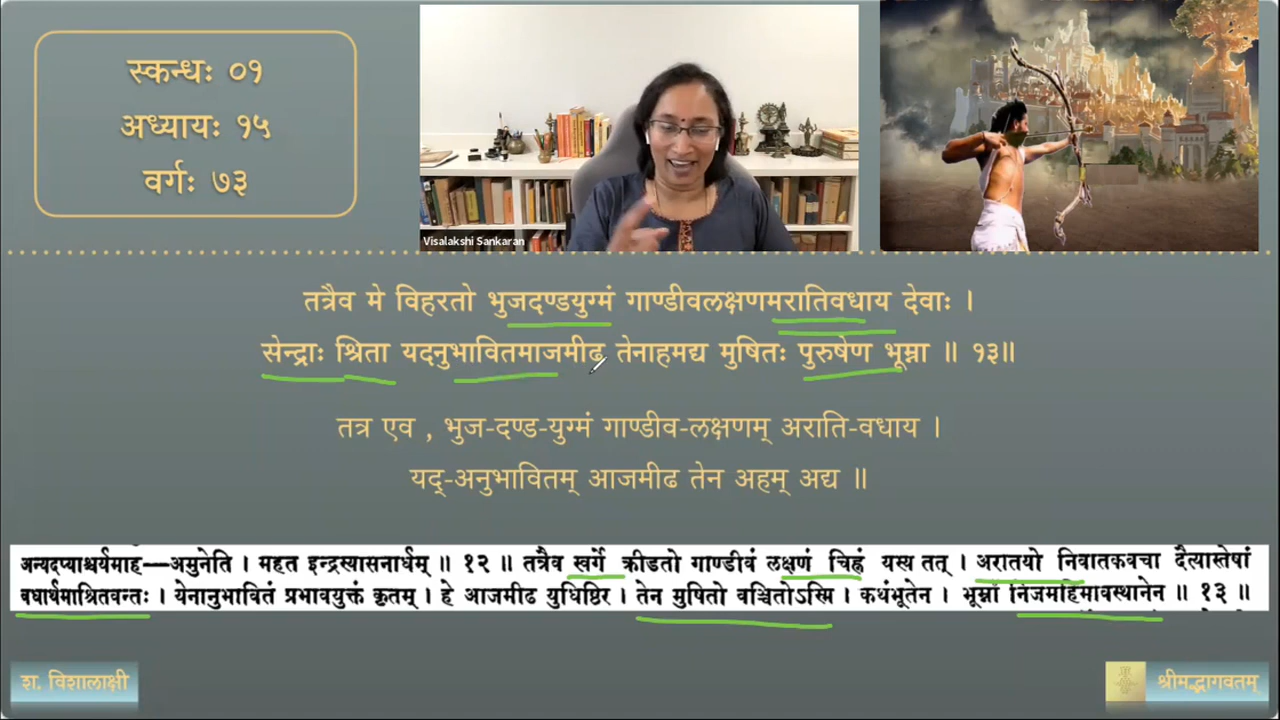 स्कन्धः ०१
अध्यायः १५
वर्गः ७३
Visalakshi Sankaran
तत्रैव मे विहरतो भुजदण्डयुग्मं गाण्डीवलक्षणमरातिवधाय देवाः ।
सेन्द्राः श्रिता यदनुभावितमाजमीढ तेनाहमद्य मुषितः पुरुषेण भूम्ना ॥ १३॥
तत्र एव , भुज-दण्ड-युग्मं गाण्डीव-लक्षणम् अराति-वधाय ।
यद्-अनुभावितम् आजमीढ तेन अहम् अद्य ॥
अन्यदप्याश्चर्यमाह—अमुनेति । महत इन्द्रस्यासनार्धम् ॥ १२ ॥ तत्रैव स्वर्गे क्रीडतो गाण्डीवं लक्षणं चिह्नं यस्य तत् । अरातयो निवातकवचा दैत्यास्तेषां
वधार्थमाश्रितवन्तः । येनानुभावितं प्रभावयुक्तं कृतम् । हे आजमीढ युधिष्ठिर । तेन मुषितो वञ्चितोऽस्मि । कथंभूतेन । भूम्ना निजमहिमावस्थानेन ॥ १३ ॥
श. विशालाक्षी
श्रीमद्भागवतम्